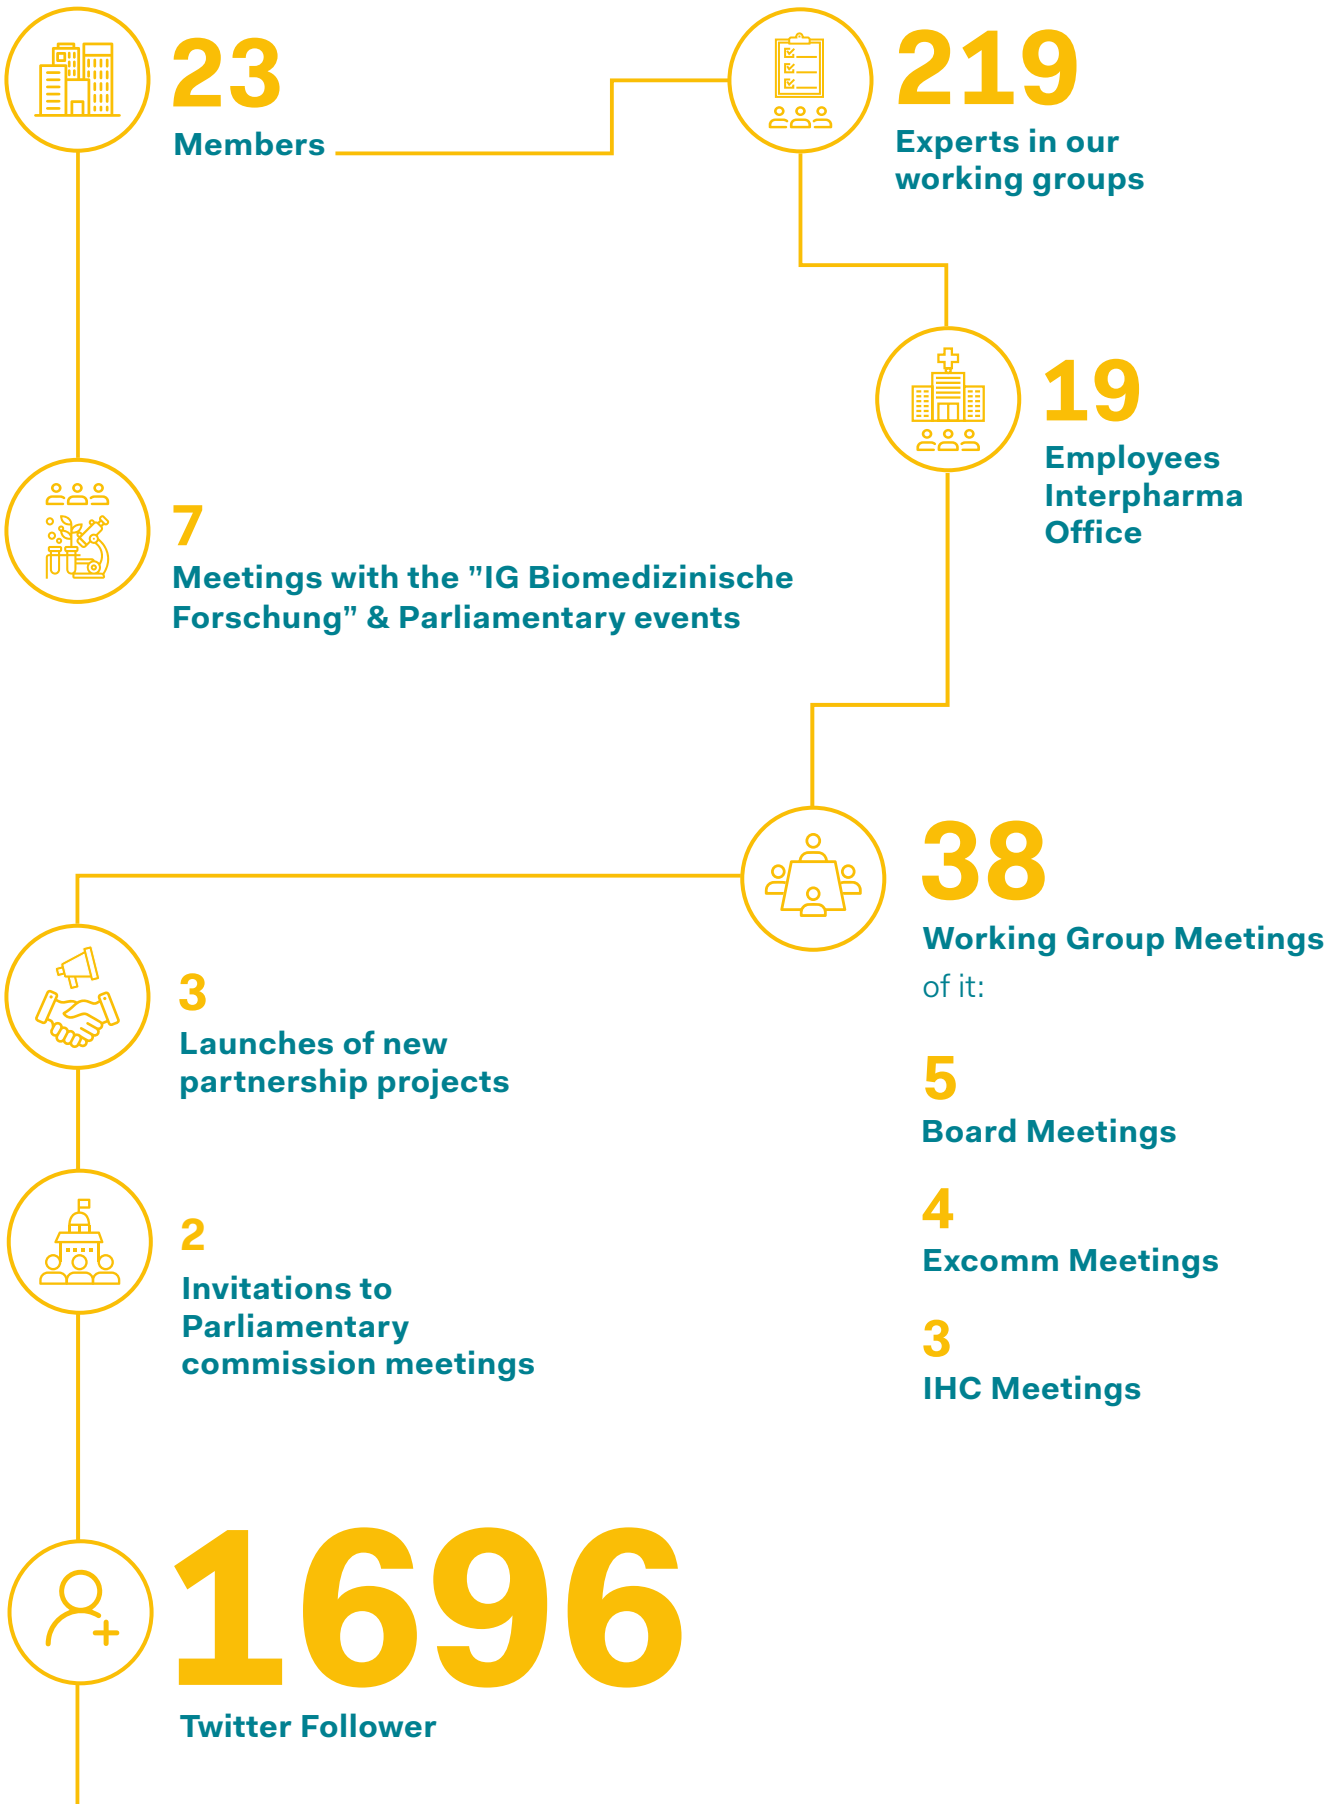 23
Members
219
Experts in our
working groups
19
Employees
Interpharma
Office
7
Meetings with the ”IG Biomedizinische
Forschung” & Parliamentary events
38
Working Group Meetings
of it:
5
Board Meetings
4
Excomm Meetings
3
IHC Meetings
3
Launches of new
partnership projects
2
Invitations to
Parliamentary
commission meetings
1696
Twitter Follower